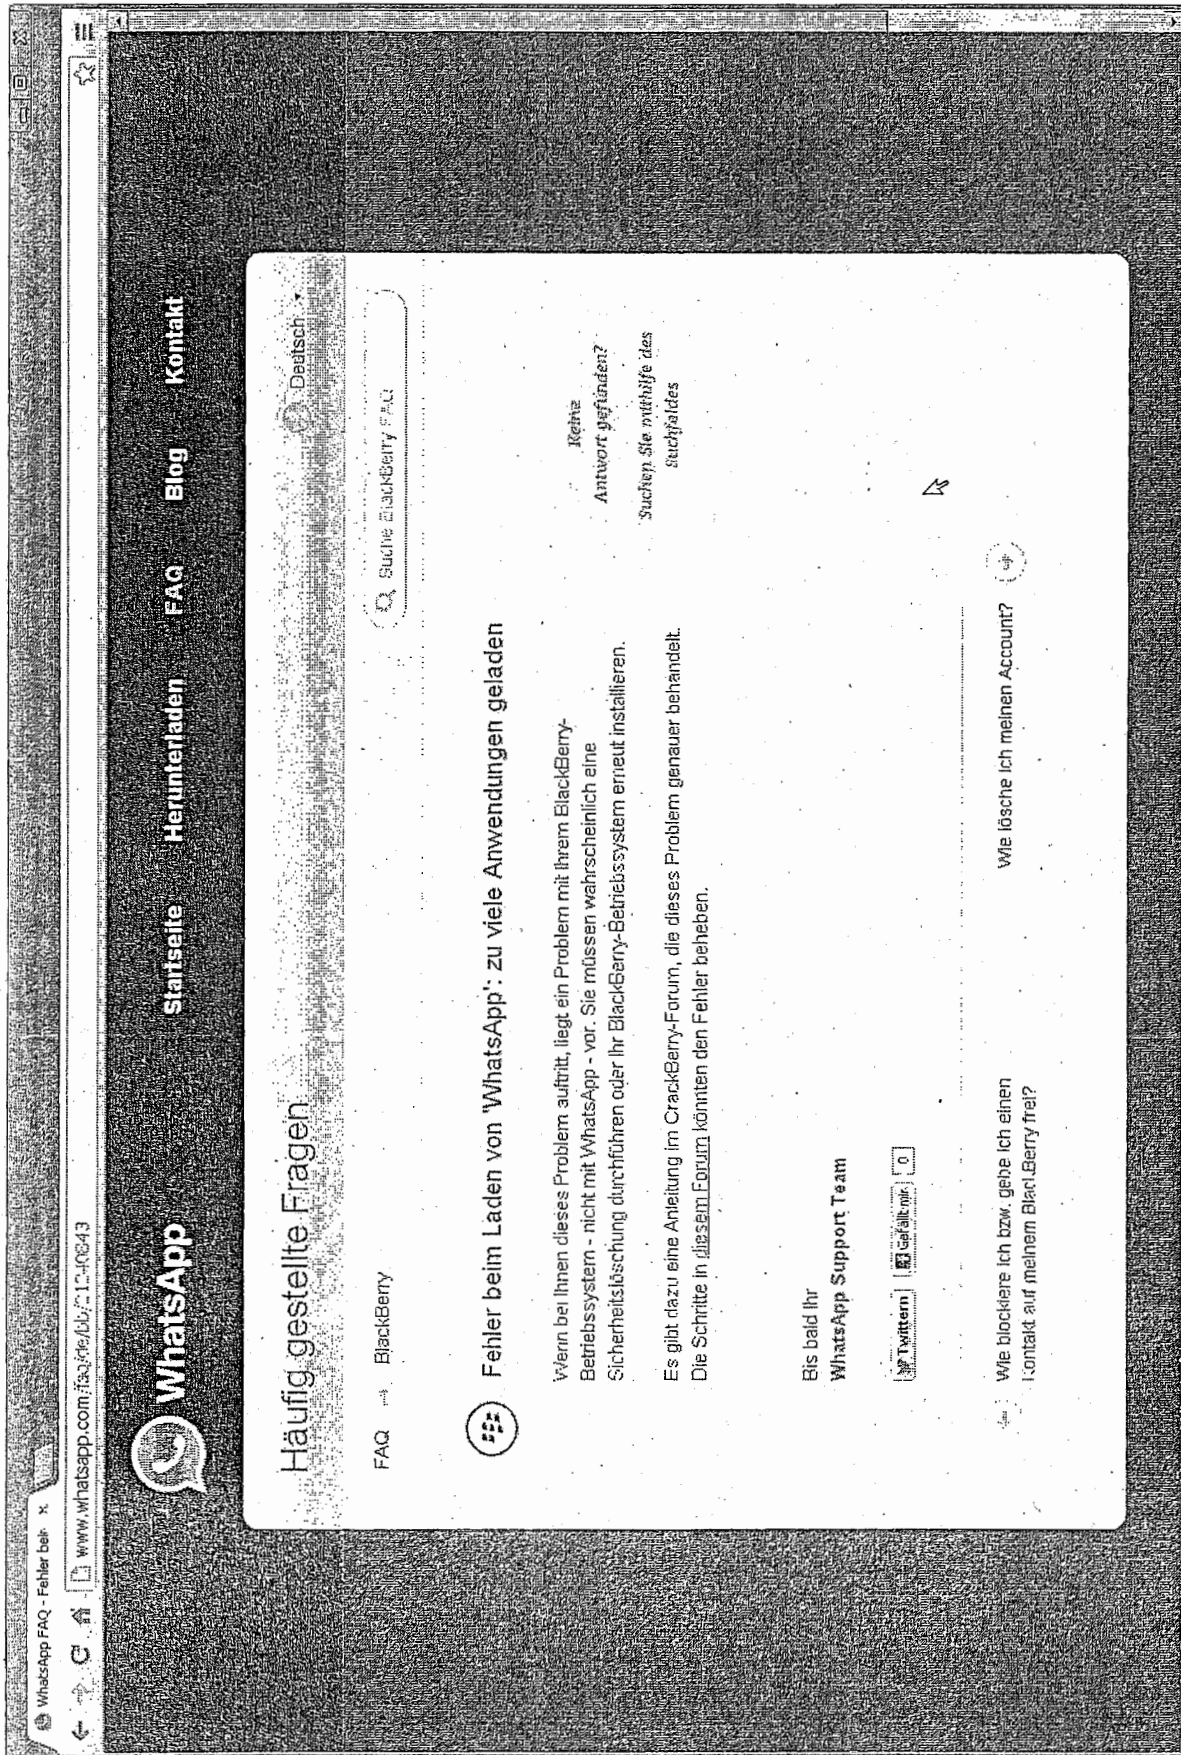 WhatsApp FAQ - Fehler beir
www.whatsapp.com/faq/de/bb/
WhatsApp
Startseite Herunterladen FAQ Blog Kontakt
Häufig gestellte Fragen
Deutsch
FAQ → BlackBerry
Suche BlackBerry FAQ
Fehler beim Laden von 'WhatsApp': zu viele Anwendungen geladen
Wenn bei Ihnen dieses Problem auftritt, liegt ein Problem mit Ihrem BlackBerry-
Betriebssystem - nicht mit WhatsApp - vor. Sie müssen wahrscheinlich eine
Sicherheitslöschung durchführen oder Ihr BlackBerry-Betriebssystem erneut installieren.
Es gibt dazu eine Anleitung im CrackBerry-Forum, die dieses Problem genauer behandelt.
Die Schritte in diesem Forum könnten den Fehler beheben.
Keine
Antwort gefunden?
Suchen Sie mithilfe des
Suchfeldes
Bis bald Ihr
WhatsApp Support Team
Twittern
Gefällt mir
0
← Wie blockiere ich bzw. gebe ich einen
Kontakt auf meinem BlackBerry frei?
Wie lösche ich meinen Account? →